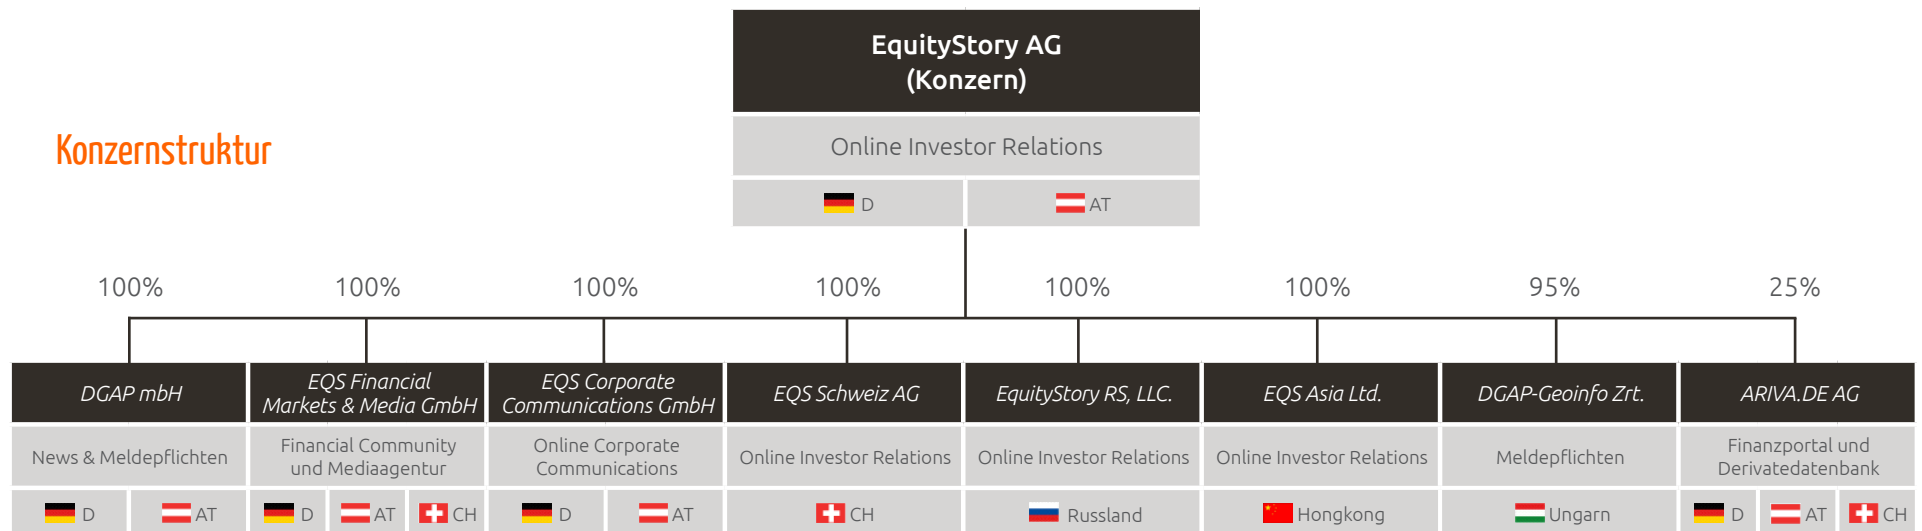 EquityStory AG
(Konzern)
Konzernstruktur
Online Investor Relations
D
AT
100%
100%
100%
100%
100%
100%
95%
25%
DGAP mbH
EQS Financial
Markets & Media GmbH
EQS Corporate
Communications GmbH
EQS Schweiz AG
EquityStory RS, LLC.
EQS Asia Ltd.
DGAP-Geoinfo Zrt.
ARIVA.DE AG
News & Meldepflichten
Financial Community
und Mediaagentur
Online Corporate
Communications
Online Investor Relations
Online Investor Relations
Online Investor Relations
Meldepflichten
Finanzportal und
Derivatedatenbank
D
AT
D
AT
CH
D
AT
CH
Russland
Hongkong
Ungarn
D
AT
CH